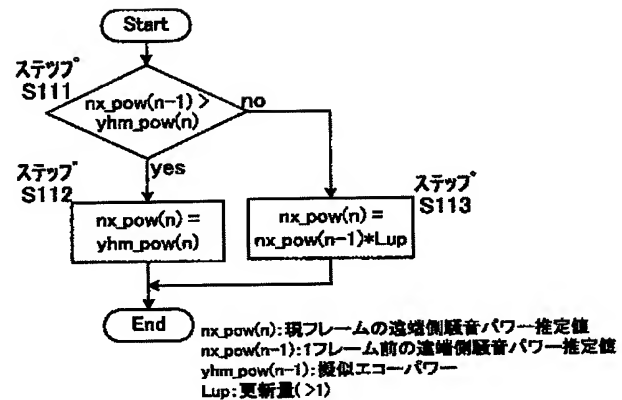 Start
ステップ
S111
nx_pow(n-1) >
yhm_pow(n)
no
yes
ステップ
S112
nx_pow(n) =
yhm_pow(n)
ステップ
S113
nx_pow(n) =
nx_pow(n-1)*Lup
End
nx_pow(n):現フレームの遠端側騒音パワー推定値
nx_pow(n-1):1フレーム前の遠端側騒音パワー推定値
yhm_pow(n-1):擬似エコーパワー
Lup:更新量(>1)